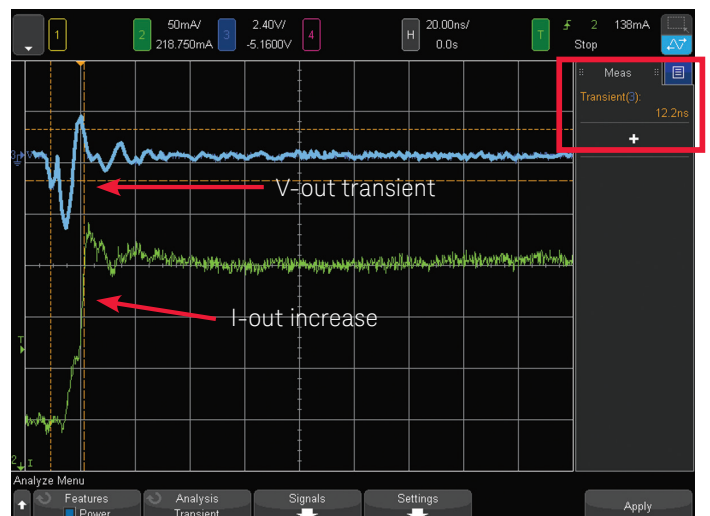 1 2 50mA/ 218.750mA 3 2.40V/ -5.1600V 4 H 20.00ns/ 0.0s T 2 138mA Stop
Meas
Transient(3):
12.2ns
+
3 V
V-out transient
I-out increase
T
2 I
Analyze Menu
Features
Power
Analysis
Transient
Signals
Settings
Apply